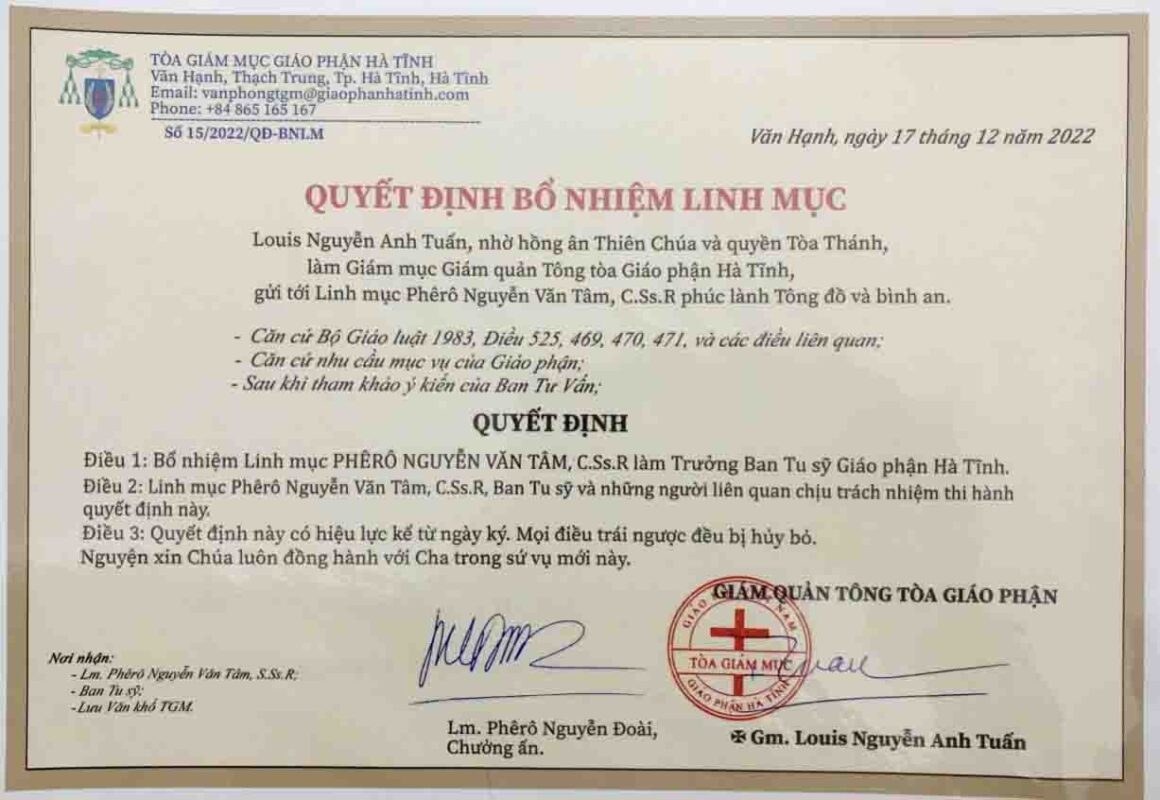 TÒA GIÁM MỤC GIÁO PHẬN HÀ TĨNH
Văn Hạnh, Thạch Trung, Tp. Hà Tĩnh, Hà Tĩnh
Email: vanphongtgm@giaophanhatinh.com
Phone: +84 865 165 167
Số 15/2022/QĐ-BNLM
Văn Hạnh, ngày 17 tháng 12 năm 2022
QUYẾT ĐỊNH BỔ NHIỆM LINH MỤC
Louis Nguyễn Anh Tuấn, nhờ hồng ân Thiên Chúa và quyền Tòa Thánh,
làm Giám mục Giám quản Tông tòa Giáo phận Hà Tĩnh,
gửi tới Linh mục Phêrô Nguyễn Văn Tâm, C.Ss.R phúc lành Tông đồ và bình an.
- Căn cứ Bộ Giáo luật 1983, Điều 525, 469, 470, 471, và các điều liên quan;
- Căn cứ nhu cầu mục vụ của Giáo phận;
- Sau khi tham khảo ý kiến của Ban Tư Vấn;
QUYẾT ĐỊNH
Điều 1: Bổ nhiệm Linh mục PHÊRÔ NGUYỄN VĂN TÂM, C.Ss.R làm Trưởng Ban Tu sỹ Giáo phận Hà Tĩnh.
Điều 2: Linh mục Phêrô Nguyễn Văn Tâm, C.Ss.R, Ban Tu sỹ và những người liên quan chịu trách nhiệm thi hành
quyết định này.
Điều 3: Quyết định này có hiệu lực kể từ ngày ký. Mọi điều trái ngược đều bị hủy bỏ.
Nguyện xin Chúa luôn đồng hành với Cha trong sứ vụ mới này.
GIÁM QUẢN TÔNG TÒA GIÁO PHẬN
TÒA GIÁM MỤC
GIÁO PHẬN HÀ TĨNH
Nơi nhận:
- Lm. Phêrô Nguyễn Văn Tâm, S.Ss.R;
- Ban Tu sỹ;
-Lưu Văn khố TGM.
Lm. Phêrô Nguyễn Đoài,
Chưởng ấn.
✠ Gm. Louis Nguyễn Anh Tuấn